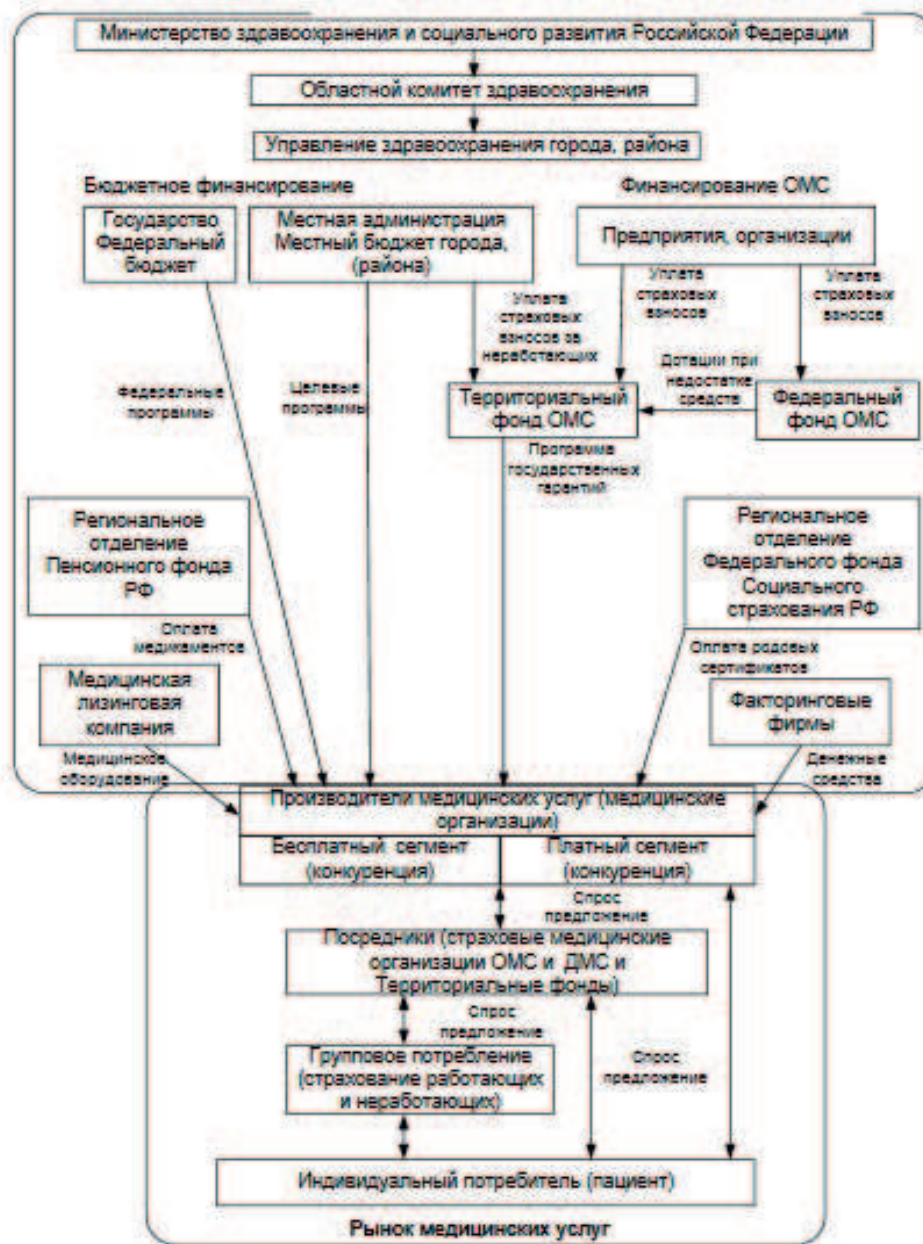 Министерство здравоохранения и социального развития Российской Федерации
Областной комитет здравоохранения
Управление здравоохранения города, района
Бюджетное финансирование
Финансирование ОМС
Государство
Федеральный
бюджет
Местная администрация
Местный бюджет города,
(района)
Предприятия, организации
Уплата
страховых
взносов за
неработающих
Уплата
страховых
взносов
Уплата
страховых
взносов
Федеральные
программы
Целевые
программы
Территориальный
фонд ОМС
Дотации при
недостатке
средств
Федеральный
фонд ОМС
Программа
государственных
гарантий
Региональное
отделение
Пенсионного фонда
РФ
Региональное
отделение
Федерального фонда
Социального
страхования РФ
Оплата
медикаментов
Оплата родовых
сертификатов
Медицинская
лизинговая
компания
Факторинговые
фирмы
Медицинское
оборудование
Денежные
средства
Производители медицинских услуг (медицинские
организации)
Бесплатный сегмент
(конкуренция)
Платный сегмент
(конкуренция)
Спрос
предложение
Посредники (страховые медицинские
организации ОМС и ДМС и
Территориальные фонды)
Спрос
предложение
Групповое потребление
(страхование работающих
и неработающих)
Спрос
предложение
Индивидуальный потребитель (пациент)
Рынок медицинских услуг